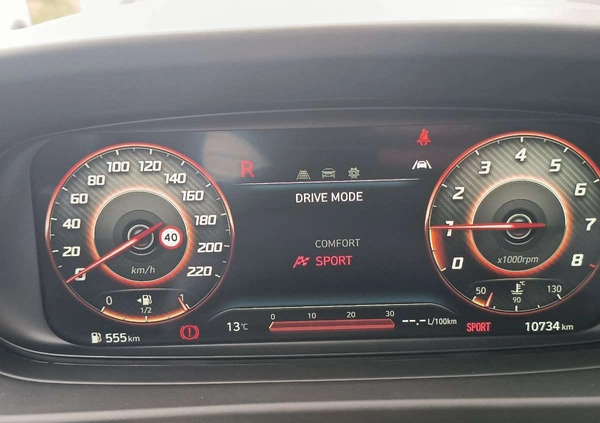 R
DRIVE MODE
COMFORT
SPORT
0 20 40 60 80 100 120 140 160 180 200 220
km/h
40
0 1/2
555 km
13°C
0 10 20 30
--.- L/100km
SPORT
10734 km
0 1 2 3 4 5 6 7 8
x1000rpm
50 90 130
°C